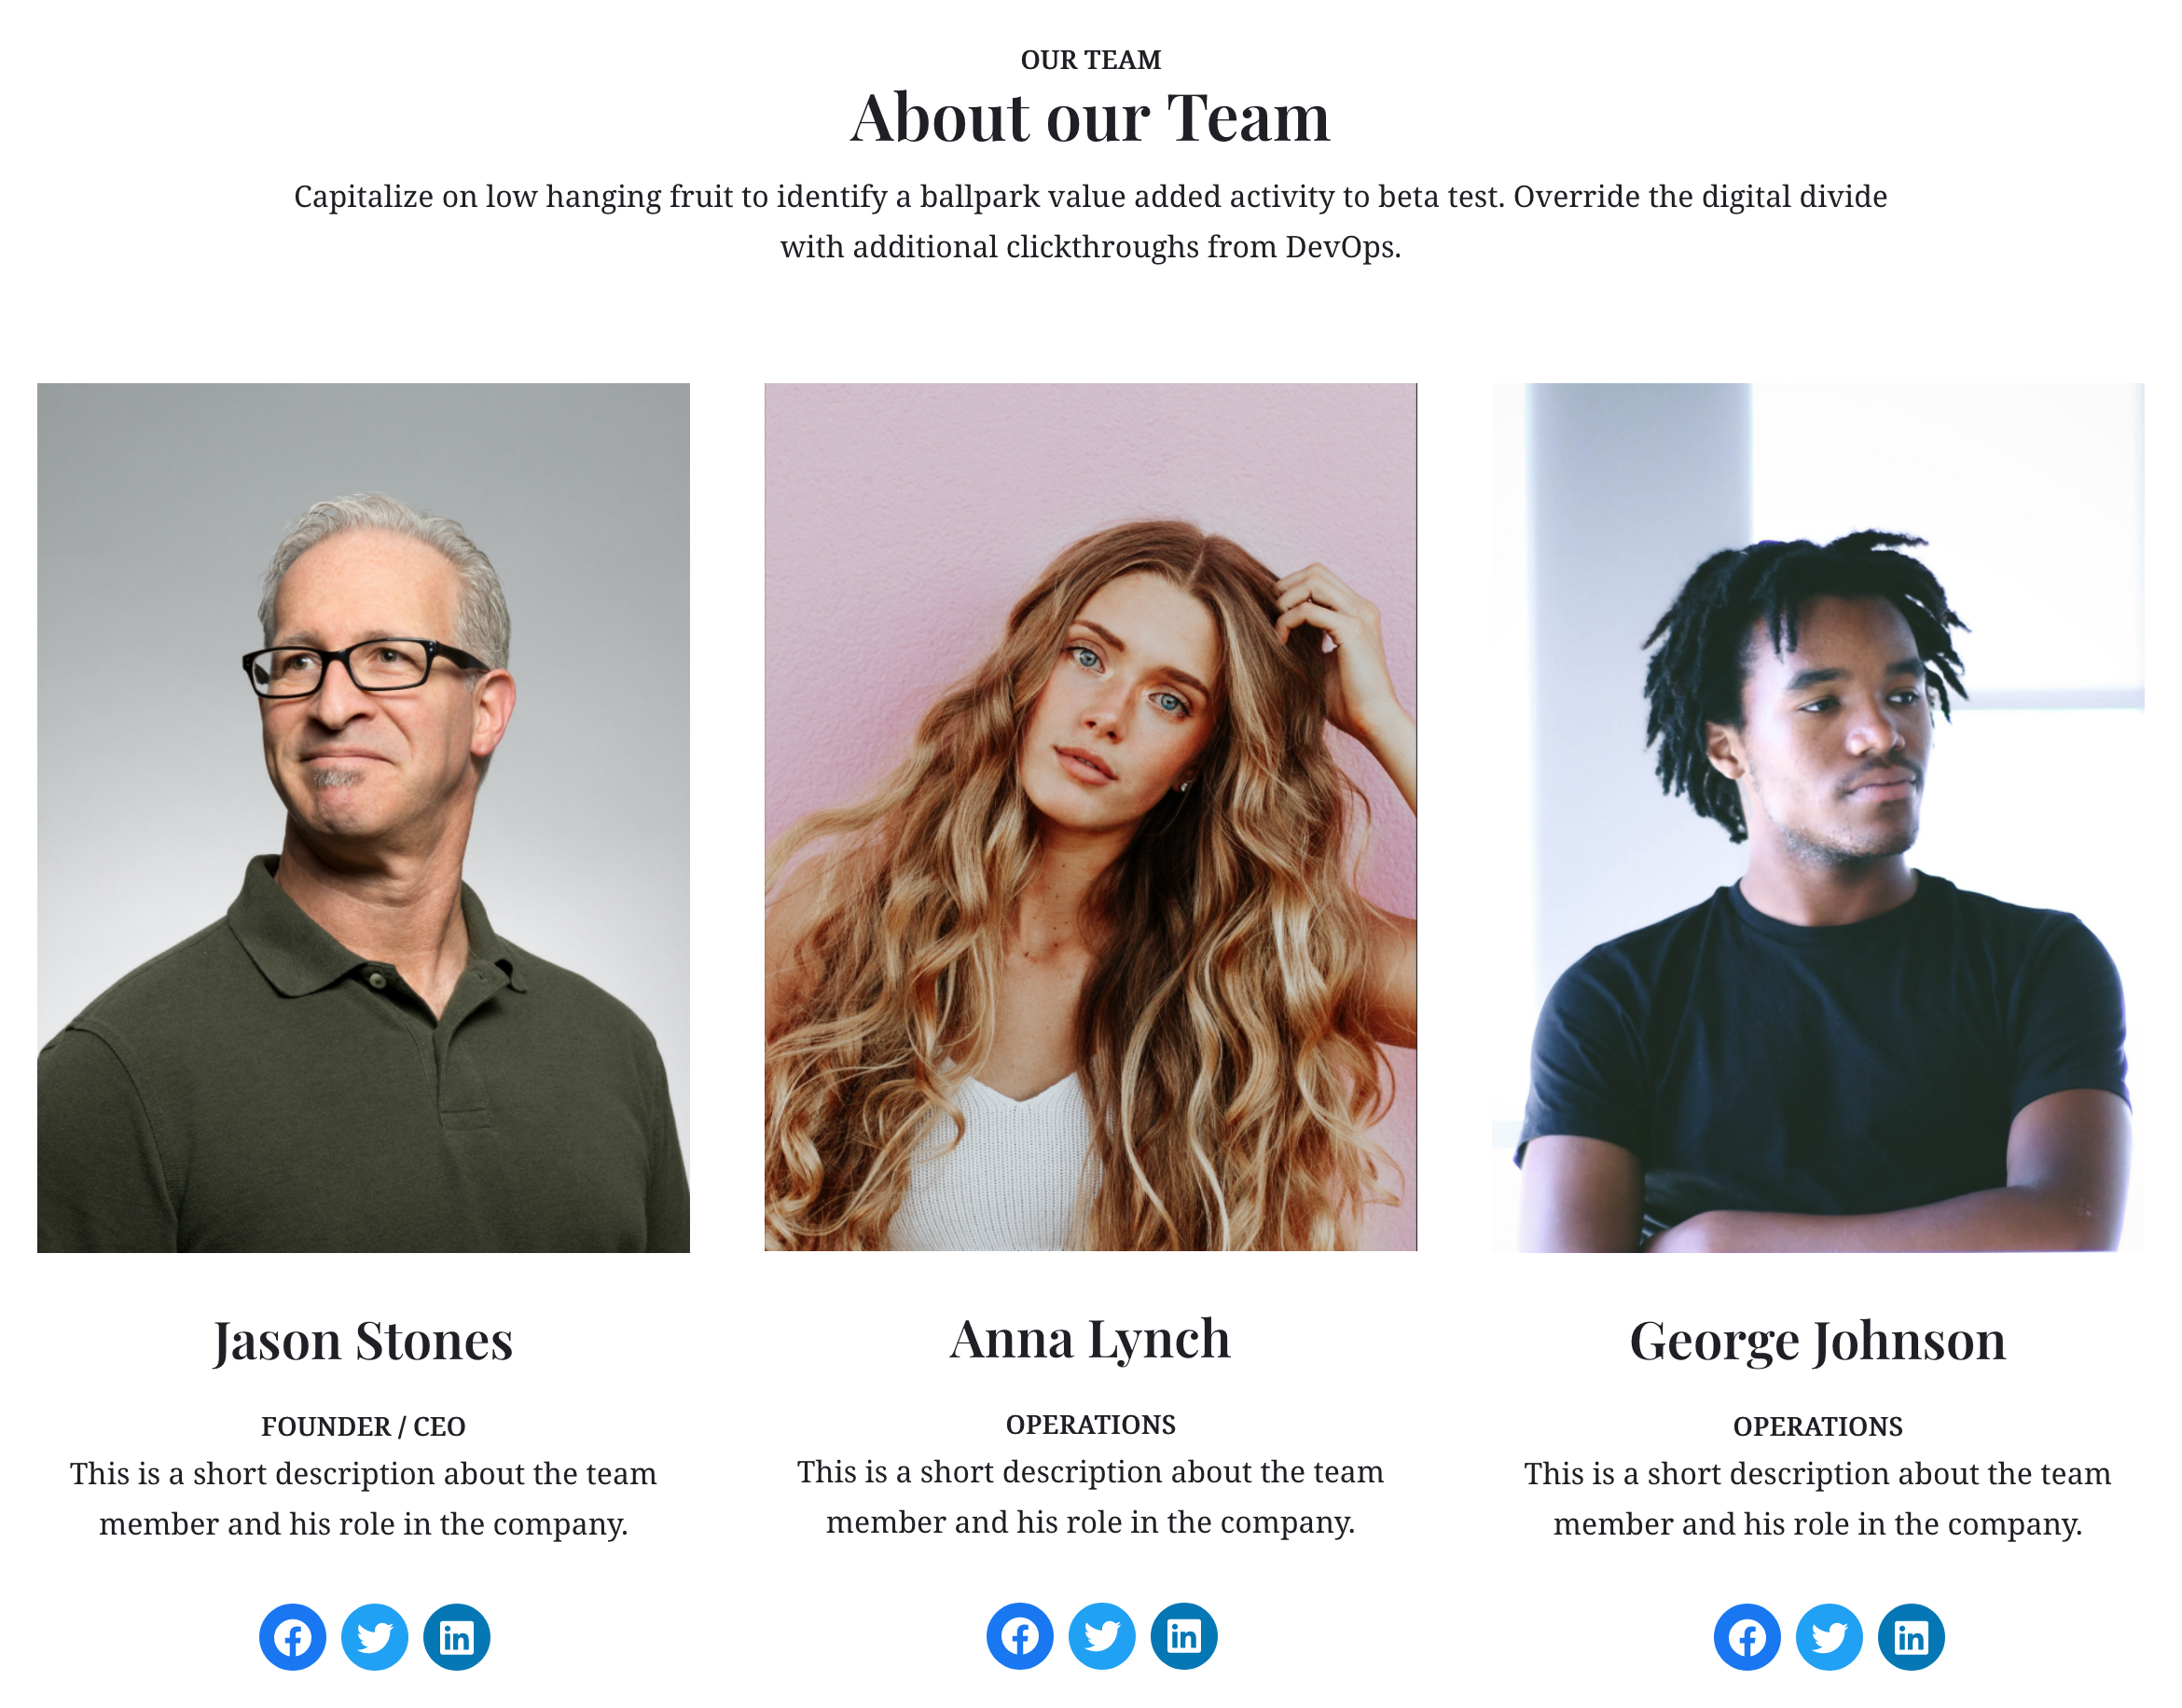 OUR TEAM
About our Team
Capitalize on low hanging fruit to identify a ballpark value added activity to beta test. Override the digital divide
with additional clickthroughs from DevOps.
Jason Stones
FOUNDER / CEO
This is a short description about the team
member and his role in the company.
Anna Lynch
OPERATIONS
This is a short description about the team
member and his role in the company.
George Johnson
OPERATIONS
This is a short description about the team
member and his role in the company.